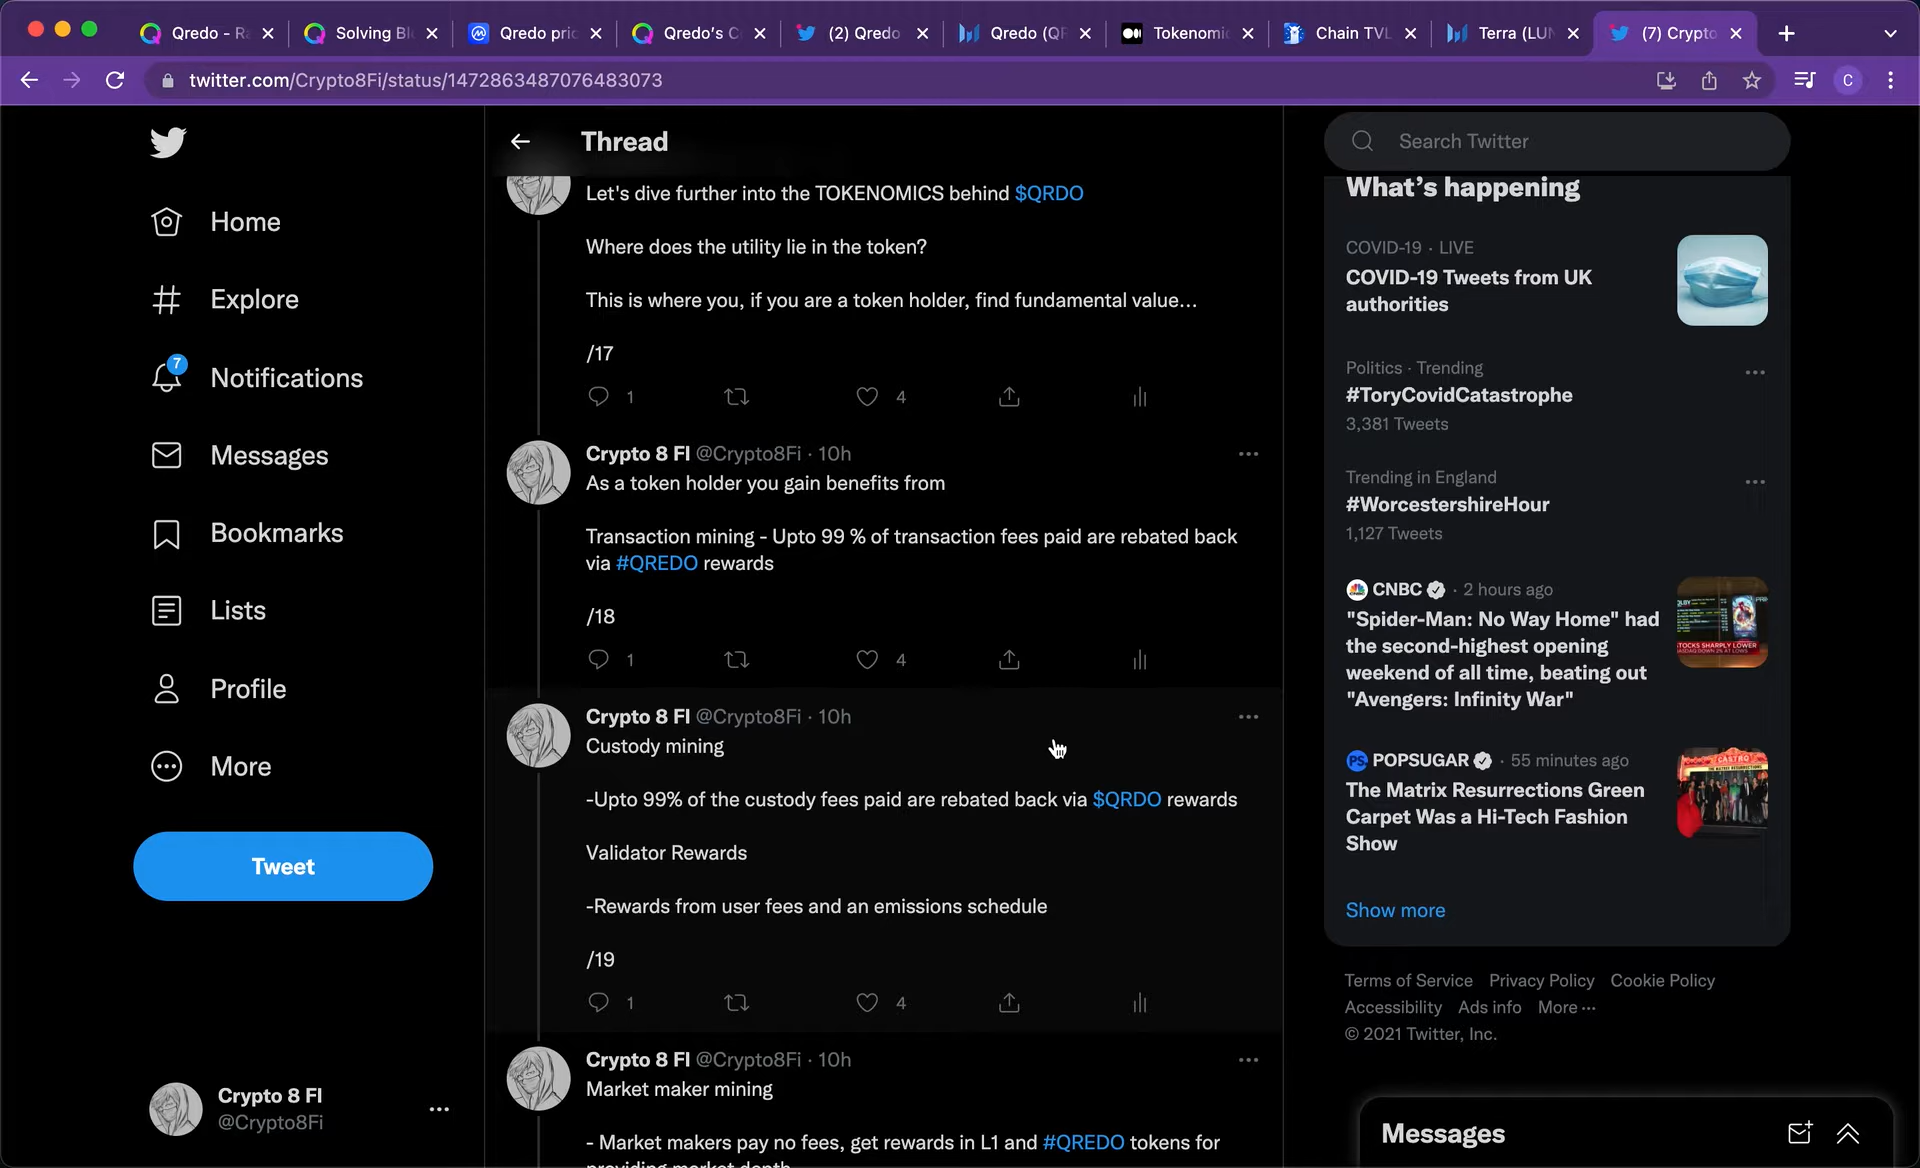 Qredo - Ra
Solving Bl
Qredo pric
Qredo's C
(2) Qredo
Qredo (QR
Tokenomi
Chain TVL
Terra (LUN
(7) Crypto
twitter.com/Crypto8Fi/status/1472863487076483073
C
Home
Explore
7
Notifications
Messages
Bookmarks
Lists
Profile
More
Tweet
Crypto 8 FI
@Crypto8Fi
Thread
Let's dive further into the TOKENOMICS behind $QRDO
Where does the utility lie in the token?
This is where you, if you are a token holder, find fundamental value...
/17
1
4
Crypto 8 FI @Crypto8Fi · 10h
As a token holder you gain benefits from
Transaction mining - Upto 99 % of transaction fees paid are rebated back
via #QREDO rewards
/18
1
4
Crypto 8 FI @Crypto8Fi · 10h
Custody mining
-Upto 99% of the custody fees paid are rebated back via $QRDO rewards
Validator Rewards
-Rewards from user fees and an emissions schedule
/19
1
4
Crypto 8 FI @Crypto8Fi · 10h
Market maker mining
- Market makers pay no fees, get rewards in L1 and #QREDO tokens for
providing market depth
Search Twitter
What's happening
COVID-19 · LIVE
COVID-19 Tweets from UK
authorities
Politics · Trending
#ToryCovidCatastrophe
3,381 Tweets
Trending in England
#WorcestershireHour
1,127 Tweets
CNBC · 2 hours ago
"Spider-Man: No Way Home" had
the second-highest opening
weekend of all time, beating out
"Avengers: Infinity War"
STOCKS SHARPLY LOWER
PS POPSUGAR · 55 minutes ago
The Matrix Resurrections Green
Carpet Was a Hi-Tech Fashion
Show
CASTRO
Show more
Terms of Service Privacy Policy Cookie Policy
Accessibility Ads info More ···
© 2021 Twitter, Inc.
Messages